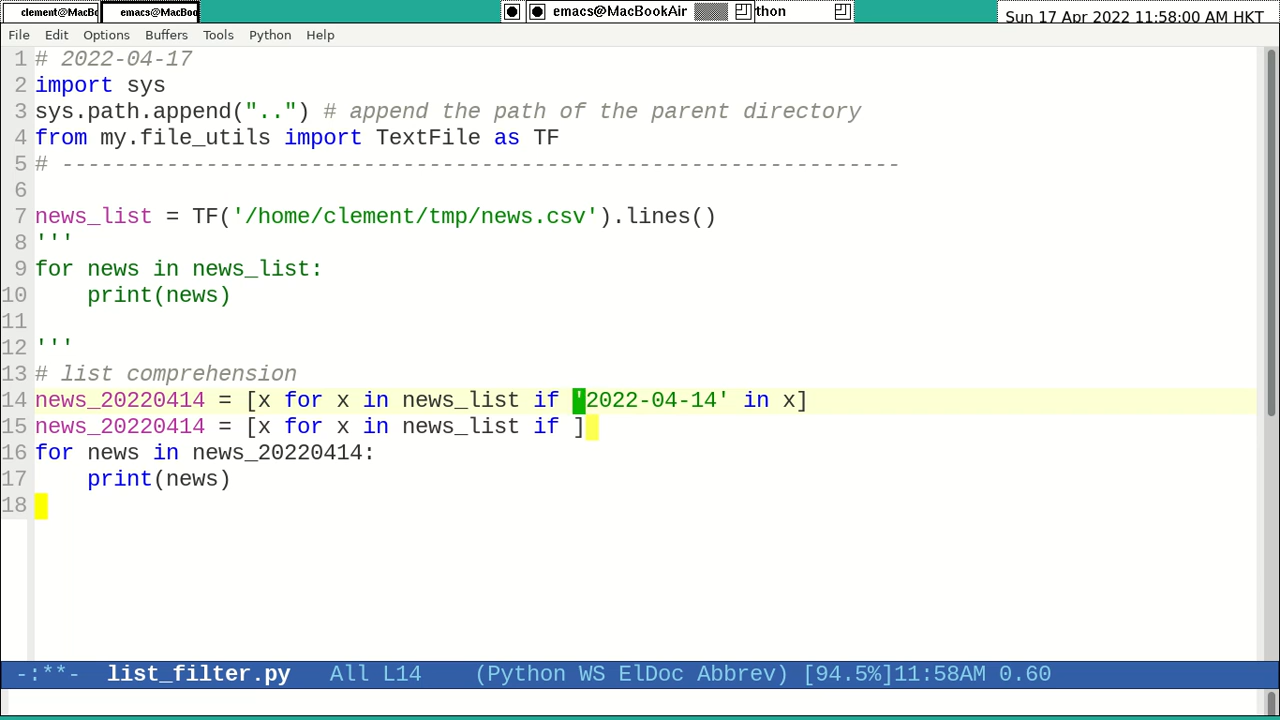 clement@MacBo emacs@MacBoo emacs@MacBookAir thon Sun 17 Apr 2022 11:58:00 AM HKT
File Edit Options Buffers Tools Python Help
1 # 2022-04-17
2 import sys
3 sys.path.append("..") # append the path of the parent directory
4 from my.file_utils import TextFile as TF
5 # ----------------------------------------------------------------
6
7 news_list = TF('/home/clement/tmp/news.csv').lines()
8 '''
9 for news in news_list:
10     print(news)
11
12 '''
13 # list comprehension
14 news_20220414 = [x for x in news_list if '2022-04-14' in x]
15 news_20220414 = [x for x in news_list if ]
16 for news in news_20220414:
17     print(news)
18
-:**-  list_filter.py   All L14    (Python WS ElDoc Abbrev) [94.5%]11:58AM 0.60